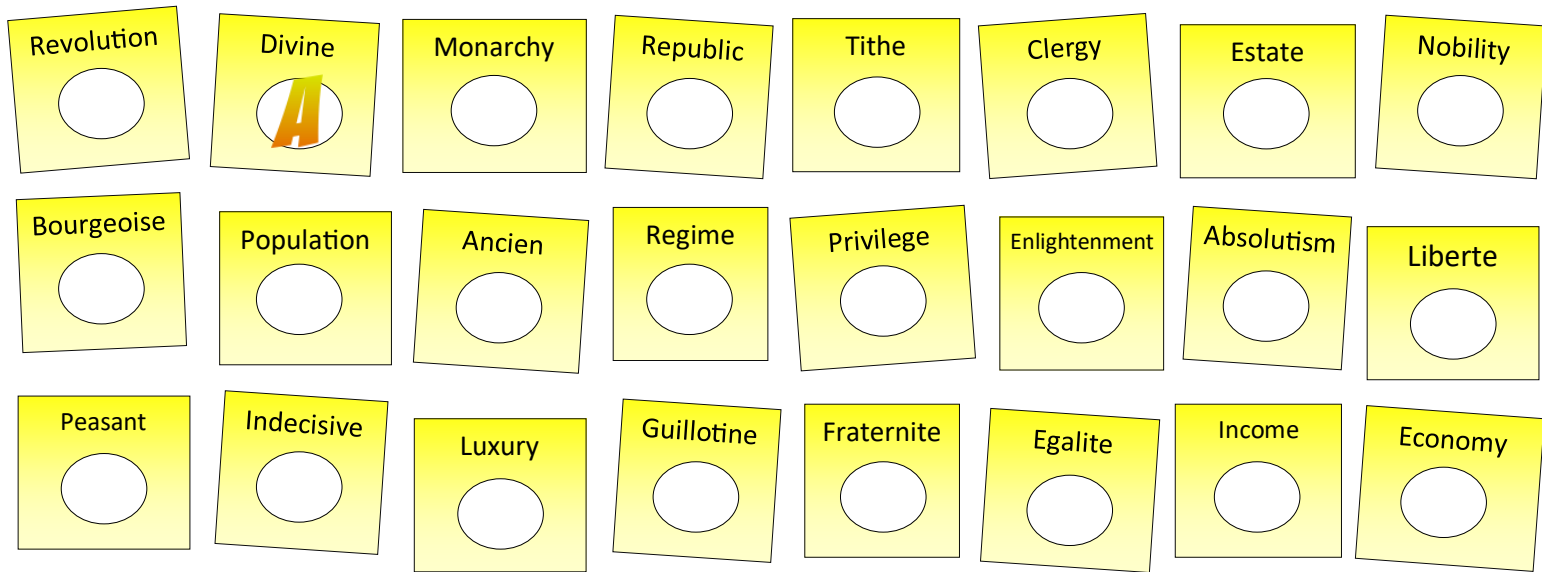 Revolution
Divine
A
Monarchy
Republic
Tithe
Clergy
Estate
Nobility
Bourgeoise
Population
Ancien
Regime
Privilege
Enlightenment
Absolutism
Liberte
Peasant
Indecisive
Luxury
Guillotine
Fraternite
Egalite
Income
Economy